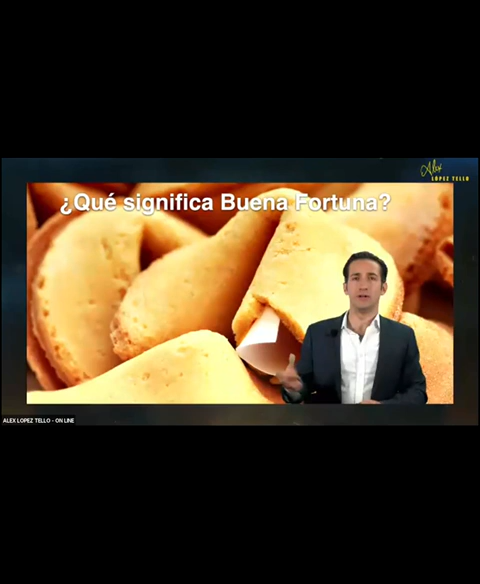 Alex
LOPEZ TELLO
¿Qué significa Buena Fortuna?
ALEX LOPEZ TELLO - ON LINE